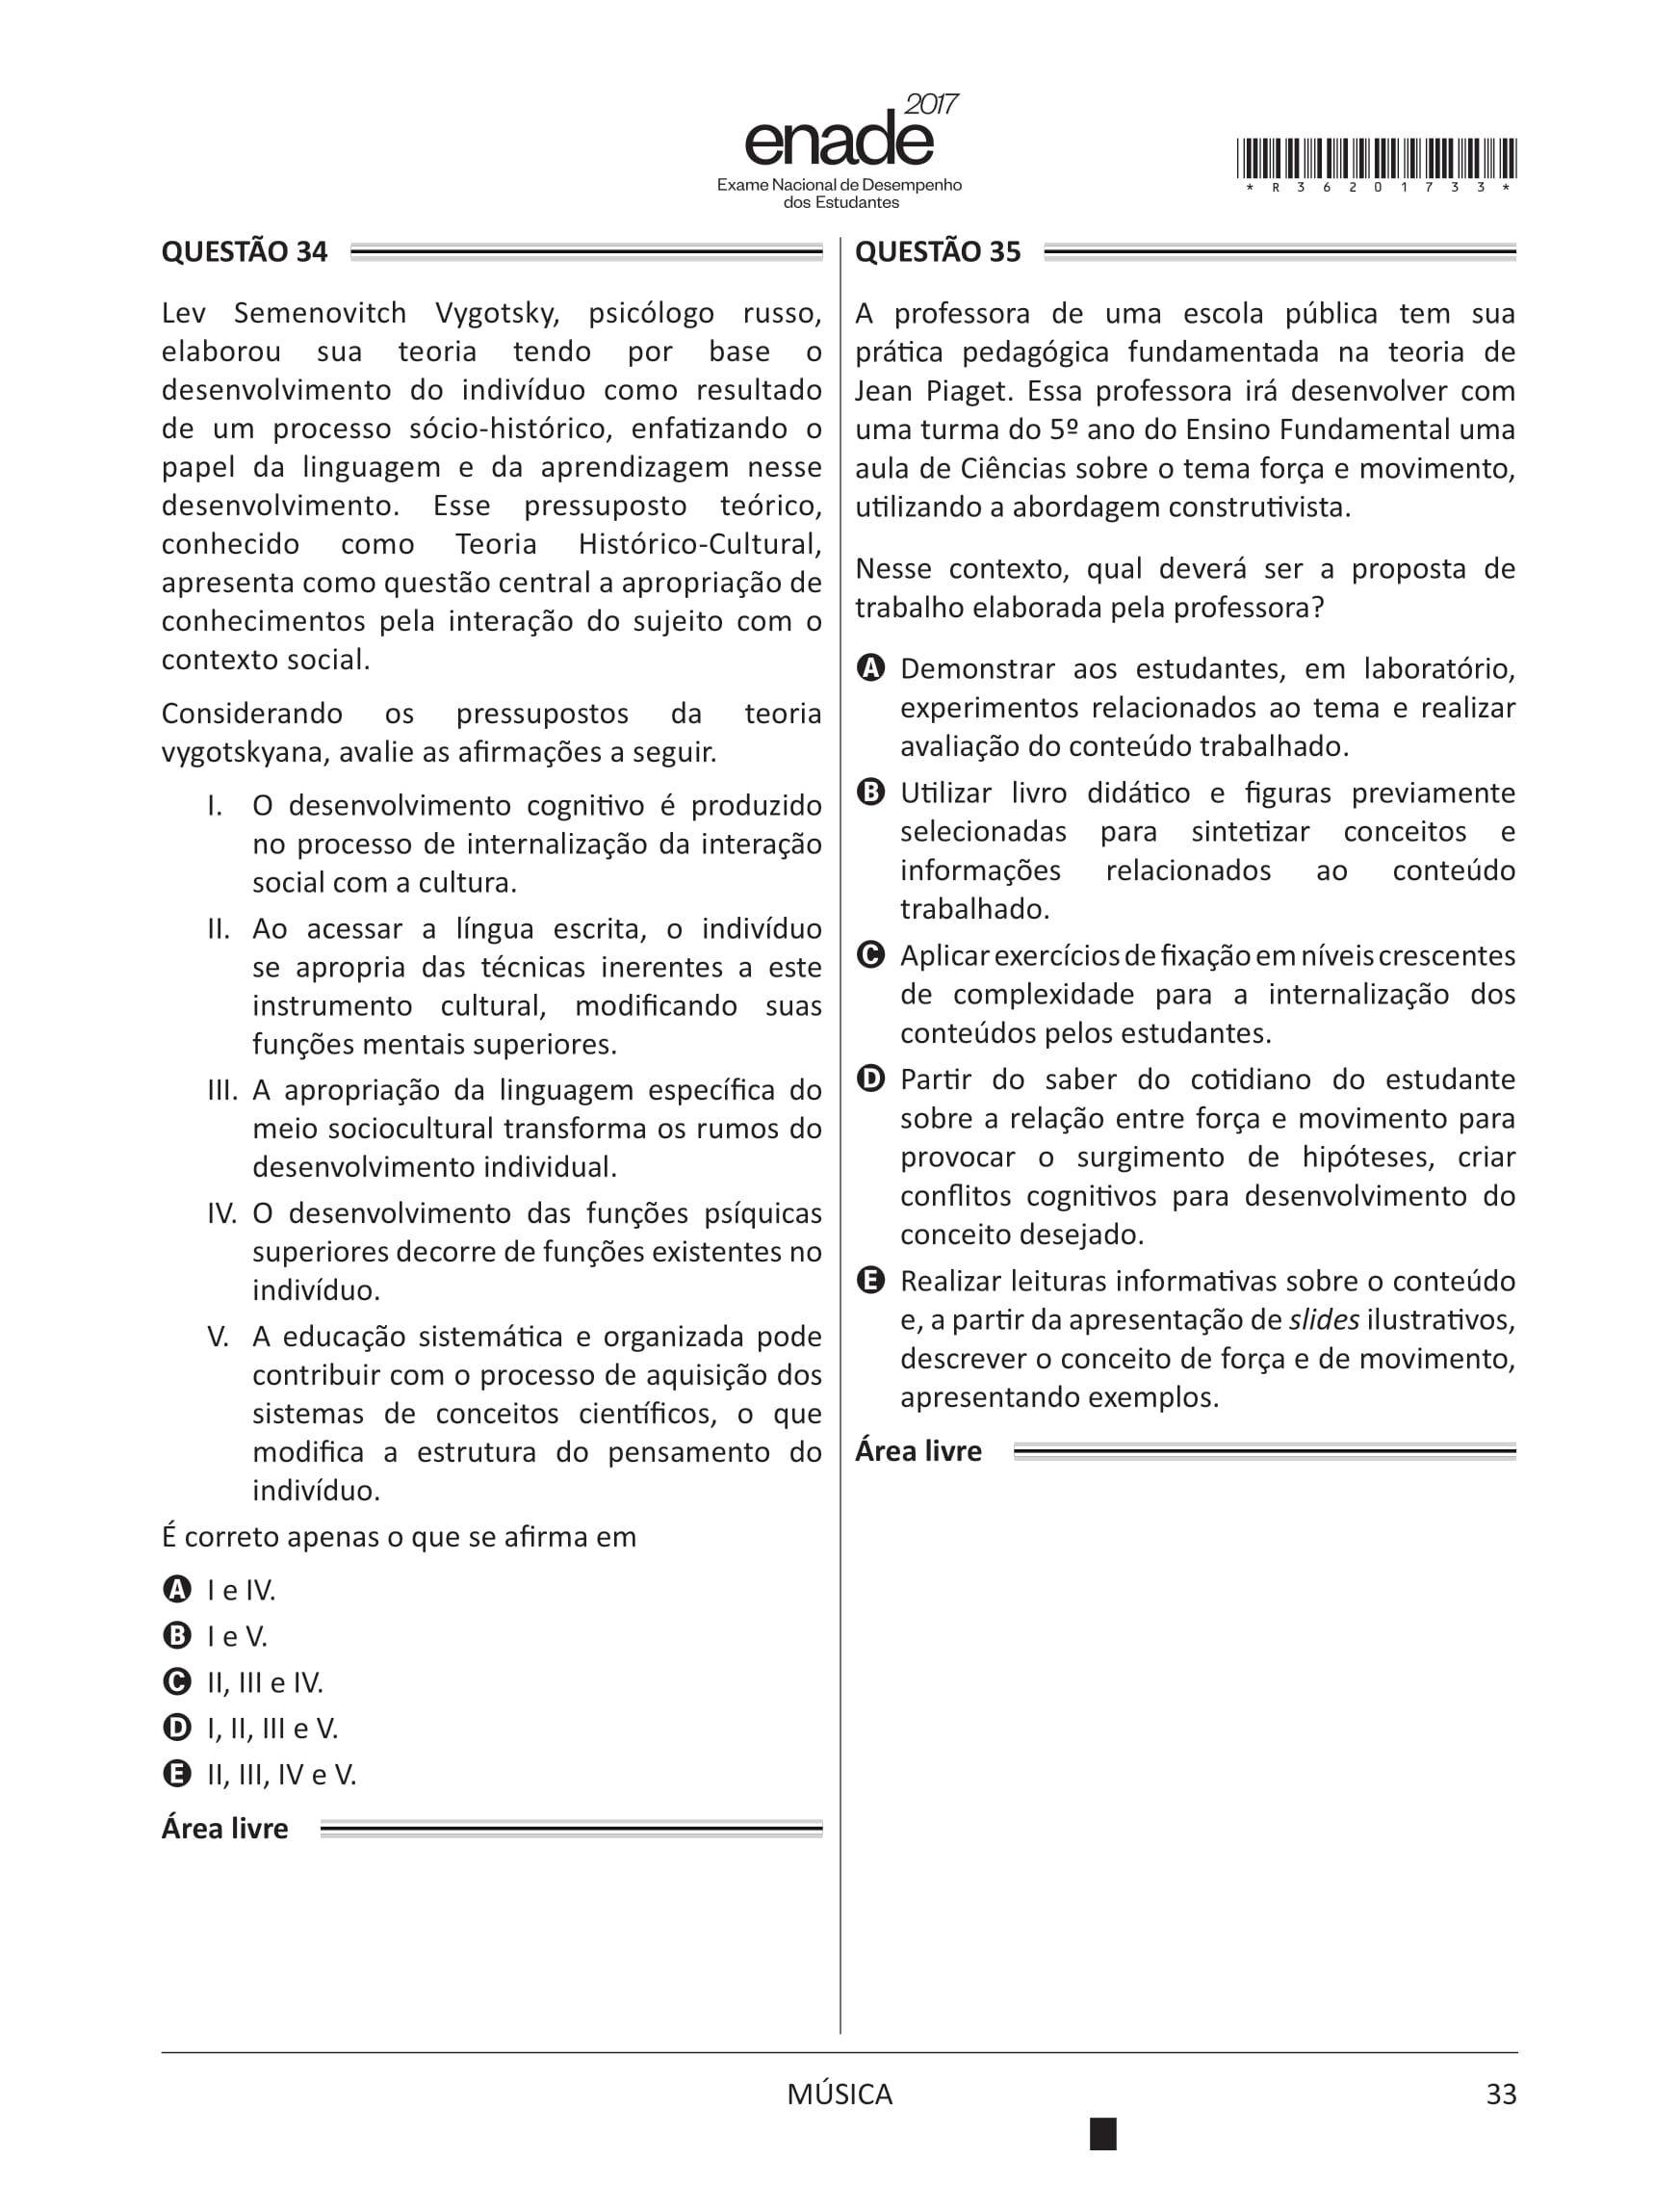 2017
enade
Exame Nacional de Desempenho
dos Estudantes
* R 3 6 2 0 1 7 3 3 *
QUESTÃO 34
Lev Semenovitch Vygotsky, psicólogo russo,
elaborou sua teoria tendo por base o
desenvolvimento do indivíduo como resultado
de um processo sócio-histórico, enfatizando o
papel da linguagem e da aprendizagem nesse
desenvolvimento. Esse pressuposto teórico,
conhecido como Teoria Histórico-Cultural,
apresenta como questão central a apropriação de
conhecimentos pela interação do sujeito com o
contexto social.
Considerando os pressupostos da teoria
vygotskyana, avalie as afirmações a seguir.
I. O desenvolvimento cognitivo é produzido
no processo de internalização da interação
social com a cultura.
II. Ao acessar a língua escrita, o indivíduo
se apropria das técnicas inerentes a este
instrumento cultural, modificando suas
funções mentais superiores.
III. A apropriação da linguagem específica do
meio sociocultural transforma os rumos do
desenvolvimento individual.
IV. O desenvolvimento das funções psíquicas
superiores decorre de funções existentes no
indivíduo.
V. A educação sistemática e organizada pode
contribuir com o processo de aquisição dos
sistemas de conceitos científicos, o que
modifica a estrutura do pensamento do
indivíduo.
É correto apenas o que se afirma em
A I e IV.
B I e V.
C II, III e IV.
D I, II, III e V.
E II, III, IV e V.
Área livre
QUESTÃO 35
A professora de uma escola pública tem sua
prática pedagógica fundamentada na teoria de
Jean Piaget. Essa professora irá desenvolver com
uma turma do 5º ano do Ensino Fundamental uma
aula de Ciências sobre o tema força e movimento,
utilizando a abordagem construtivista.
Nesse contexto, qual deverá ser a proposta de
trabalho elaborada pela professora?
A Demonstrar aos estudantes, em laboratório,
experimentos relacionados ao tema e realizar
avaliação do conteúdo trabalhado.
B Utilizar livro didático e figuras previamente
selecionadas para sintetizar conceitos e
informações relacionados ao conteúdo
trabalhado.
C Aplicar exercícios de fixação em níveis crescentes
de complexidade para a internalização dos
conteúdos pelos estudantes.
D Partir do saber do cotidiano do estudante
sobre a relação entre força e movimento para
provocar o surgimento de hipóteses, criar
conflitos cognitivos para desenvolvimento do
conceito desejado.
E Realizar leituras informativas sobre o conteúdo
e, a partir da apresentação de slides ilustrativos,
descrever o conceito de força e de movimento,
apresentando exemplos.
Área livre
MÚSICA
33